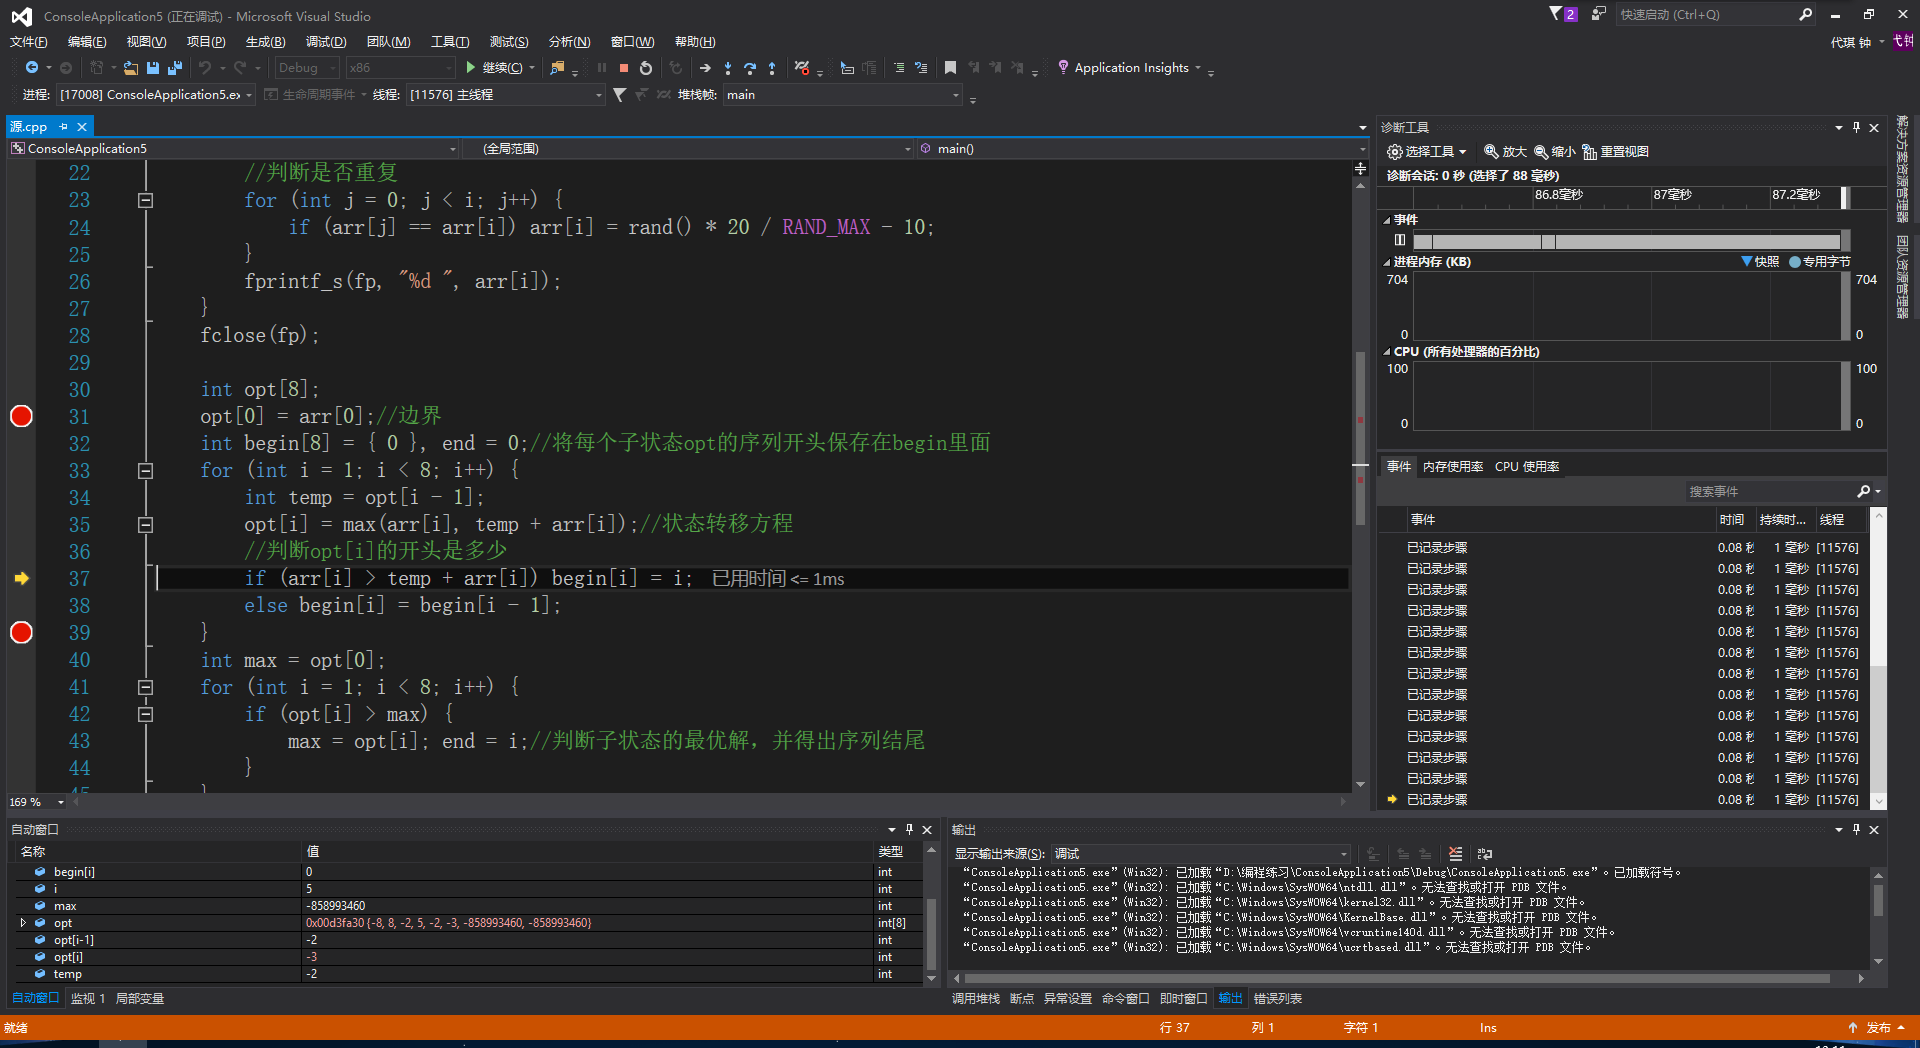 ConsoleApplication5 (正在调试) - Microsoft Visual Studio
2
快速启动 (Ctrl+Q)
文件(F) 编辑(E) 视图(V) 项目(P) 生成(B) 调试(D) 团队(M) 工具(T) 测试(S) 分析(N) 窗口(W) 帮助(H)
代琪 钟
Debug x86 继续(C) Application Insights
进程: [17008] ConsoleApplication5.ex 生命周期事件 线程: [11576] 主线程 堆栈帧: main
源.cpp
ConsoleApplication5 (全局范围) main()
22 //判断是否重复
23 for (int j = 0; j < i; j++) {
24 if (arr[j] == arr[i]) arr[i] = rand() * 20 / RAND_MAX - 10;
25 }
26 fprintf_s(fp, "%d ", arr[i]);
27 }
28 fclose(fp);
29
30 int opt[8];
31 opt[0] = arr[0];//边界
32 int begin[8] = { 0 }, end = 0;//将每个子状态opt的序列开头保存在begin里面
33 for (int i = 1; i < 8; i++) {
34 int temp = opt[i - 1];
35 opt[i] = max(arr[i], temp + arr[i]);//状态转移方程
36 //判断opt[i]的开头是多少
37 if (arr[i] > temp + arr[i]) begin[i] = i; 已用时间 <= 1ms
38 else begin[i] = begin[i - 1];
39 }
40 int max = opt[0];
41 for (int i = 1; i < 8; i++) {
42 if (opt[i] > max) {
43 max = opt[i]; end = i;//判断子状态的最优解，并得出序列结尾
44 }
169 %
诊断工具
选择工具 放大 缩小 重置视图
诊断会话: 0 秒 (选择了 88 毫秒)
86.8毫秒 87毫秒 87.2毫秒
事件
进程内存 (KB) 快照 专用字节
704 704
0 0
CPU (所有处理器的百分比)
100 100
0 0
事件 内存使用率 CPU 使用率
搜索事件
事件 时间 持续时... 线程
已记录步骤 0.08 秒 1 毫秒 [11576]
已记录步骤 0.08 秒 1 毫秒 [11576]
已记录步骤 0.08 秒 1 毫秒 [11576]
已记录步骤 0.08 秒 1 毫秒 [11576]
已记录步骤 0.08 秒 1 毫秒 [11576]
已记录步骤 0.08 秒 1 毫秒 [11576]
已记录步骤 0.08 秒 1 毫秒 [11576]
已记录步骤 0.08 秒 1 毫秒 [11576]
已记录步骤 0.08 秒 1 毫秒 [11576]
已记录步骤 0.08 秒 1 毫秒 [11576]
已记录步骤 0.08 秒 1 毫秒 [11576]
已记录步骤 0.08 秒 1 毫秒 [11576]
已记录步骤 0.08 秒 1 毫秒 [11576]
解决方案资源管理器
团队资源管理器
自动窗口
名称 值 类型
begin[i] 0 int
i 5 int
max -858993460 int
opt 0x00d3fa30 {-8, 8, -2, 5, -2, -3, -858993460, -858993460} int[8]
opt[i-1] -2 int
opt[i] -3 int
temp -2 int
自动窗口 监视 1 局部变量
输出
显示输出来源(S): 调试
“ConsoleApplication5.exe”(Win32): 已加载“D:\编程练习\ConsoleApplication5\Debug\ConsoleApplication5.exe”。已加载符号。
“ConsoleApplication5.exe”(Win32): 已加载“C:\Windows\SysWOW64\ntdll.dll”。无法查找或打开 PDB 文件。
“ConsoleApplication5.exe”(Win32): 已加载“C:\Windows\SysWOW64\kernel32.dll”。无法查找或打开 PDB 文件。
“ConsoleApplication5.exe”(Win32): 已加载“C:\Windows\SysWOW64\KernelBase.dll”。无法查找或打开 PDB 文件。
“ConsoleApplication5.exe”(Win32): 已加载“C:\Windows\SysWOW64\vcruntime140d.dll”。无法查找或打开 PDB 文件。
“ConsoleApplication5.exe”(Win32): 已加载“C:\Windows\SysWOW64\ucrtbased.dll”。无法查找或打开 PDB 文件。
调用堆栈 断点 异常设置 命令窗口 即时窗口 输出 错误列表
就绪 行 37 列 1 字符 1 Ins 发布